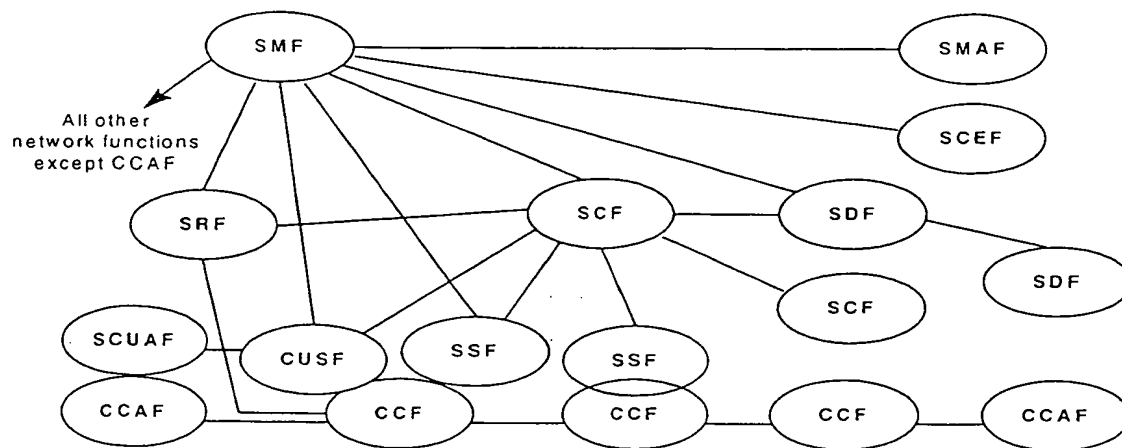 SMF
SMAF
All other
network functions
except CCAF
SCEF
SRF
SCF
SDF
SDF
SCF
SCUAF
CUSF
SSF
SSF
CCAF
CCF
CCF
CCF
CCAF